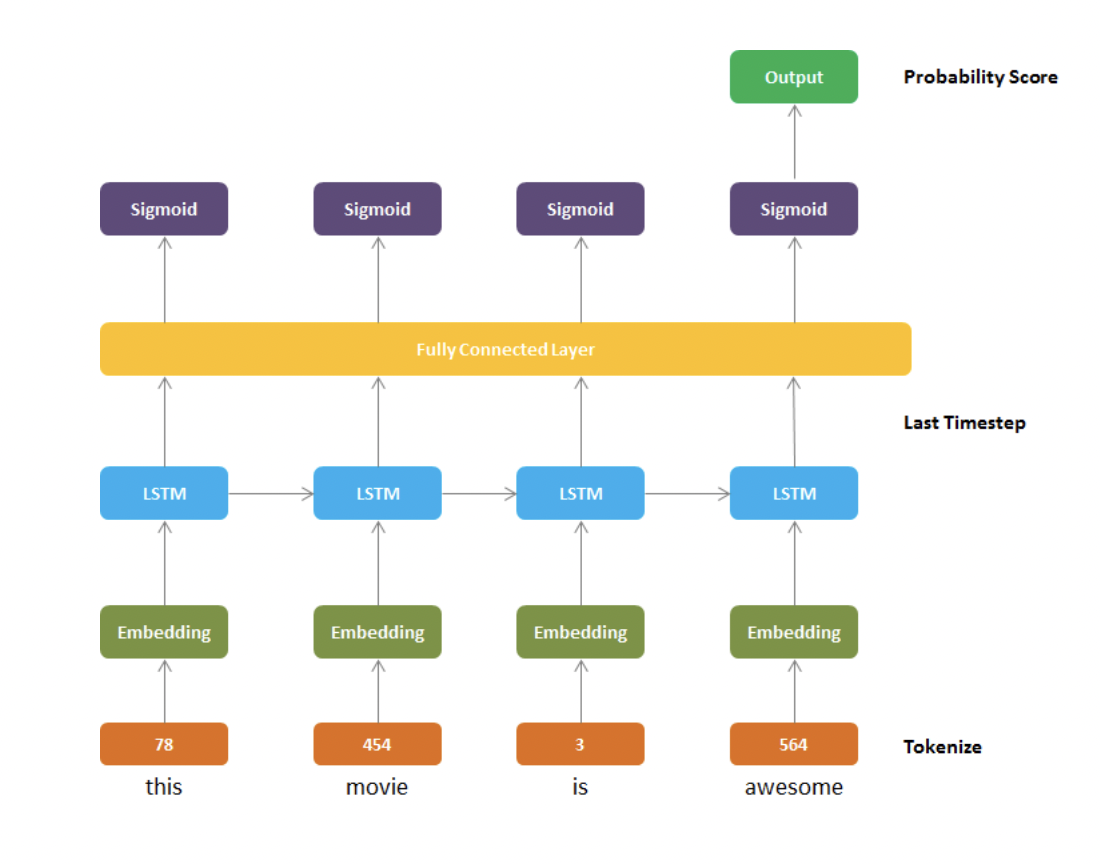 Output
Probability Score
Sigmoid
Sigmoid
Sigmoid
Sigmoid
Fully Connected Layer
Last Timestep
LSTM
LSTM
LSTM
LSTM
Embedding
Embedding
Embedding
Embedding
78
454
3
564
Tokenize
this
movie
is
awesome